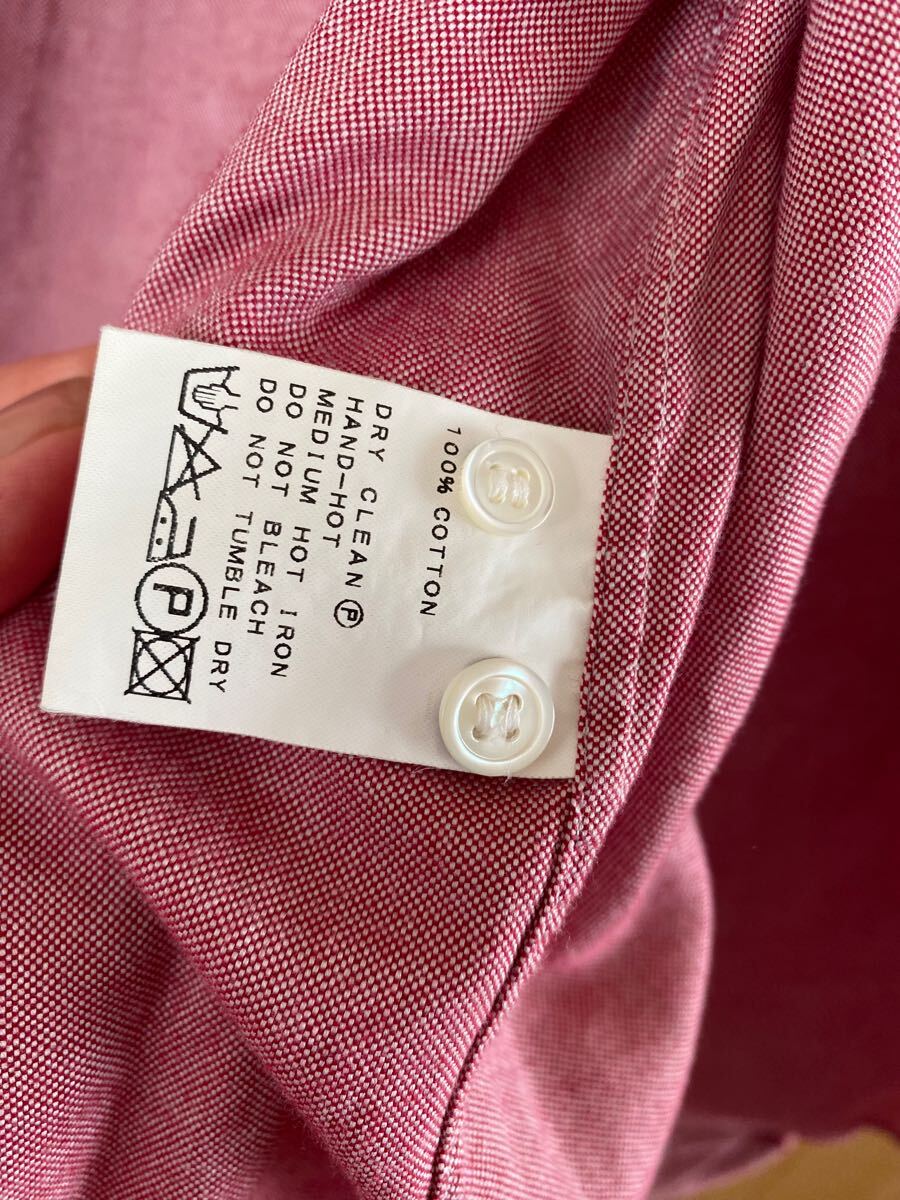 100% COTTON
DRY CLEAN Ⓟ
HAND-HOT
MEDIUM HOT IRON
DO NOT BLEACH
DO NOT TUMBLE DRY
P